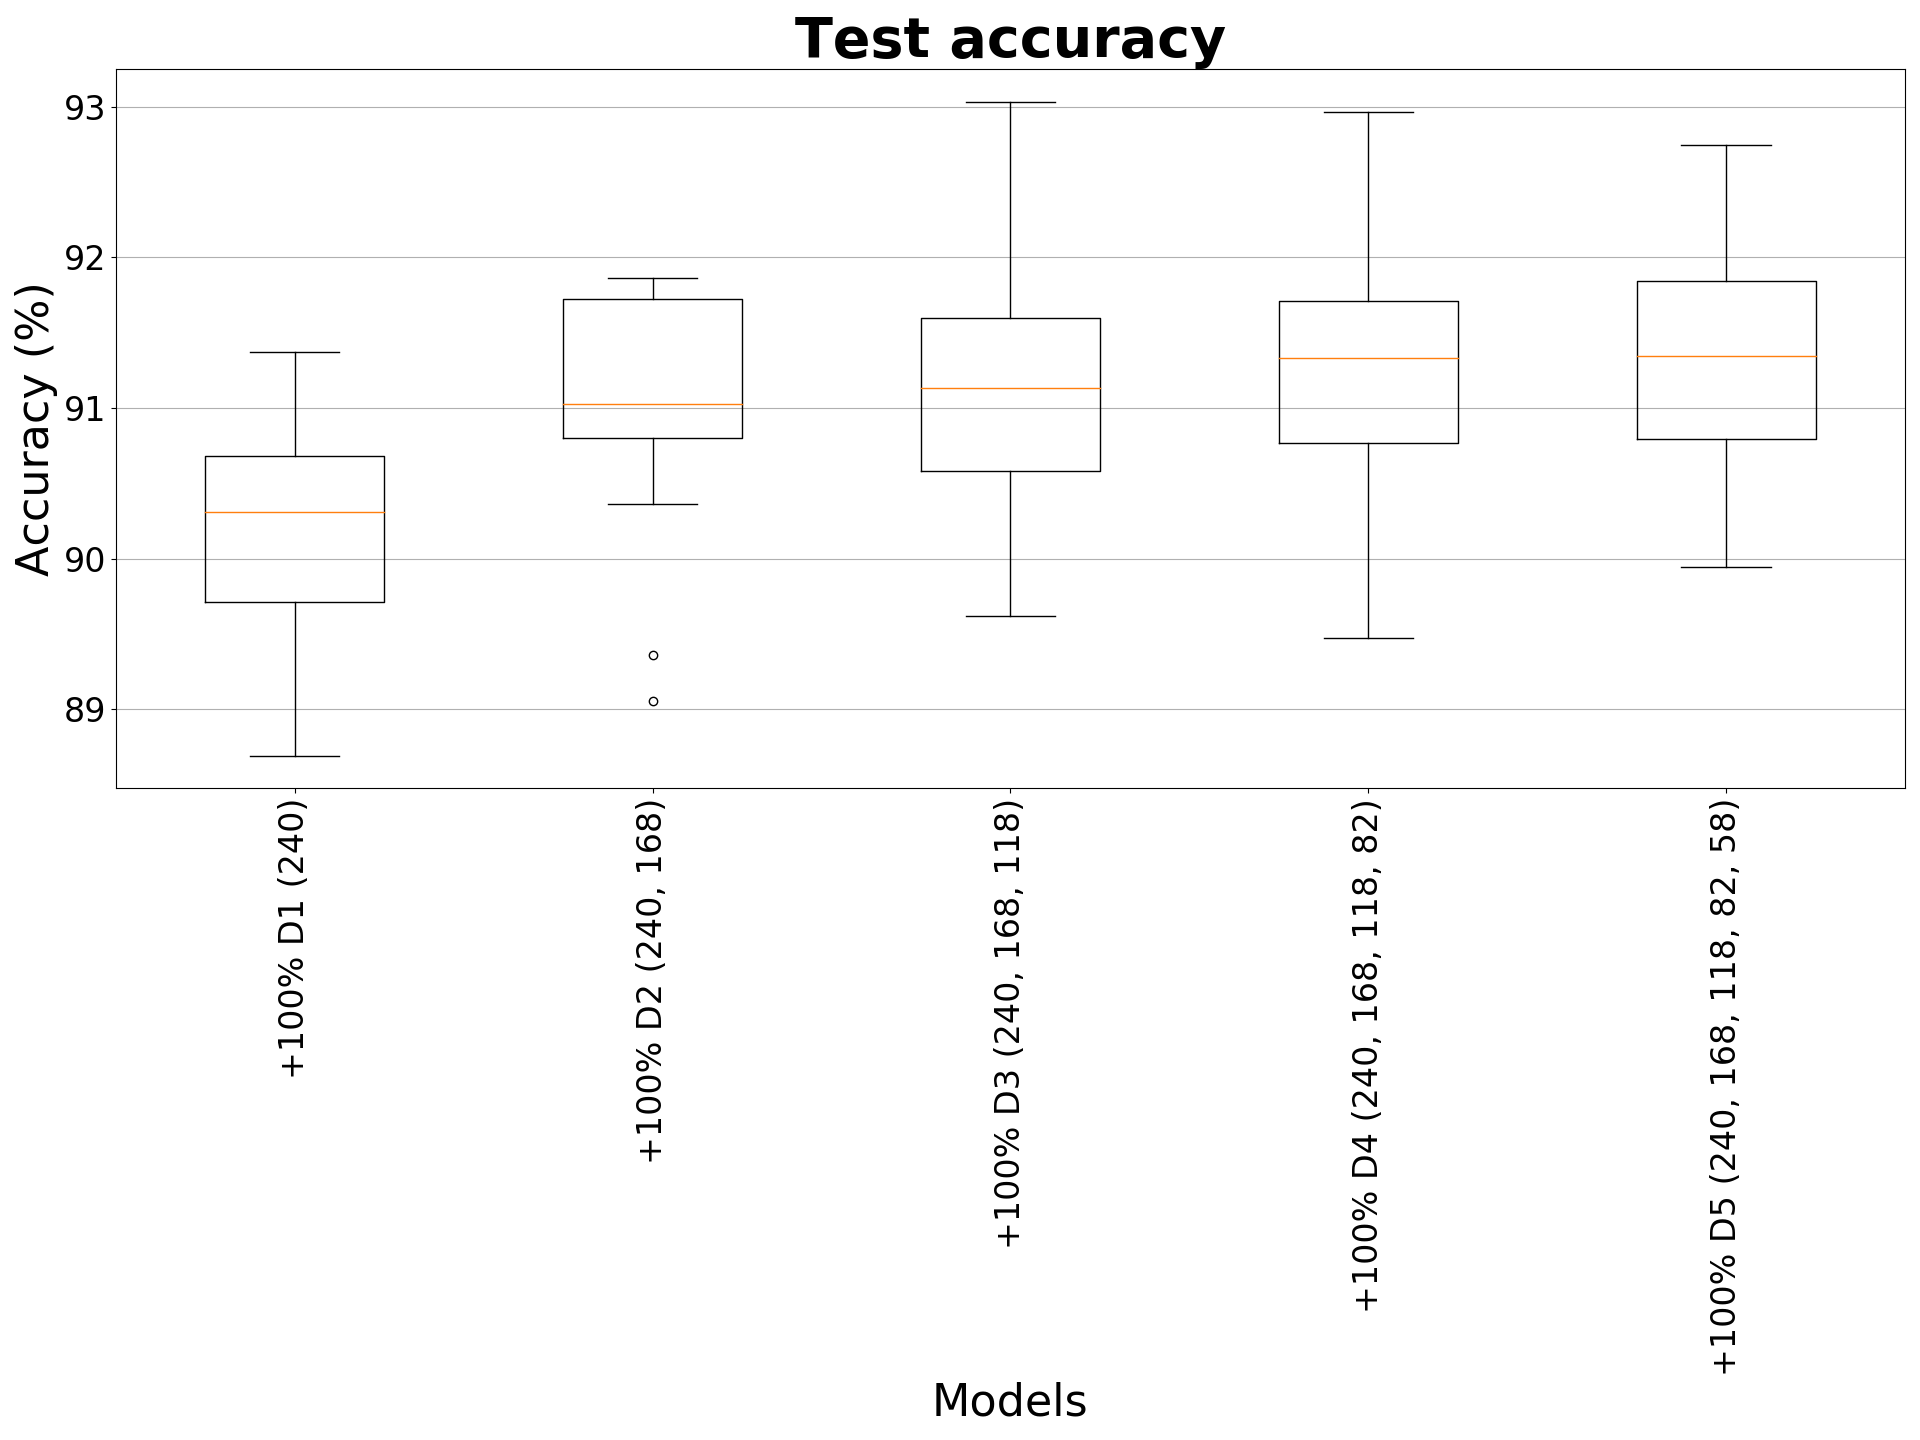 Test accuracy
Accuracy (%)
93
92
91
90
89
+100% D1 (240)
+100% D2 (240, 168)
+100% D3 (240, 168, 118)
+100% D4 (240, 168, 118, 82)
+100% D5 (240, 168, 118, 82, 58)
Models